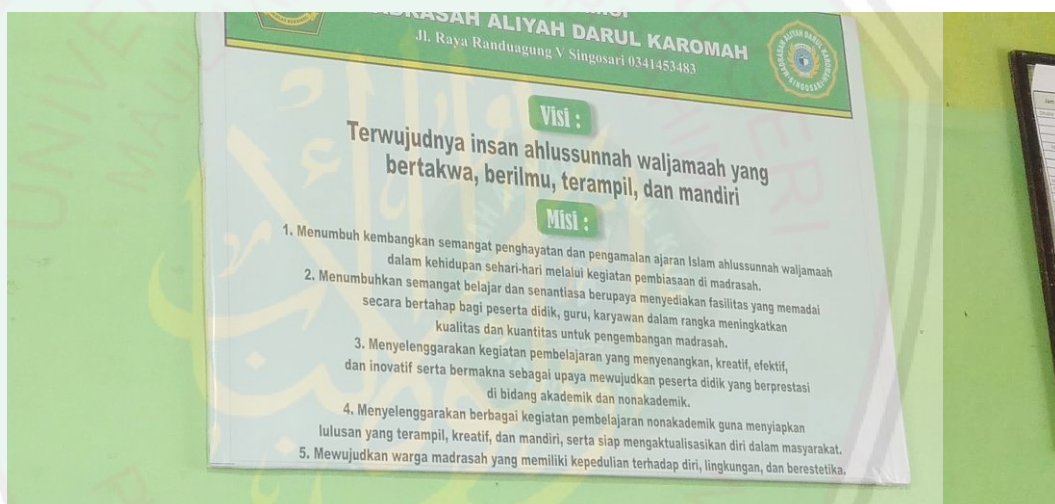 MADRASAH ALIYAH DARUL KAROMAH
Jl. Raya Randuagung V Singosari 0341453483
Visi :
Terwujudnya insan ahlussunnah waljamaah yang
bertakwa, berilmu, terampil, dan mandiri
Misi :
1. Menumbuh kembangkan semangat penghayatan dan pengamalan ajaran Islam ahlussunnah waljamaah
dalam kehidupan sehari-hari melalui kegiatan pembiasaan di madrasah.
2. Menumbuhkan semangat belajar dan senantiasa berupaya menyediakan fasilitas yang memadai
secara bertahap bagi peserta didik, guru, karyawan dalam rangka meningkatkan
kualitas dan kuantitas untuk pengembangan madrasah.
3. Menyelenggarakan kegiatan pembelajaran yang menyenangkan, kreatif, efektif,
dan inovatif serta bermakna sebagai upaya mewujudkan peserta didik yang berprestasi
di bidang akademik dan nonakademik.
4. Menyelenggarakan berbagai kegiatan pembelajaran nonakademik guna menyiapkan
lulusan yang terampil, kreatif, dan mandiri, serta siap mengaktualisasikan diri dalam masyarakat.
5. Mewujudkan warga madrasah yang memiliki kepedulian terhadap diri, lingkungan, dan berestetika.